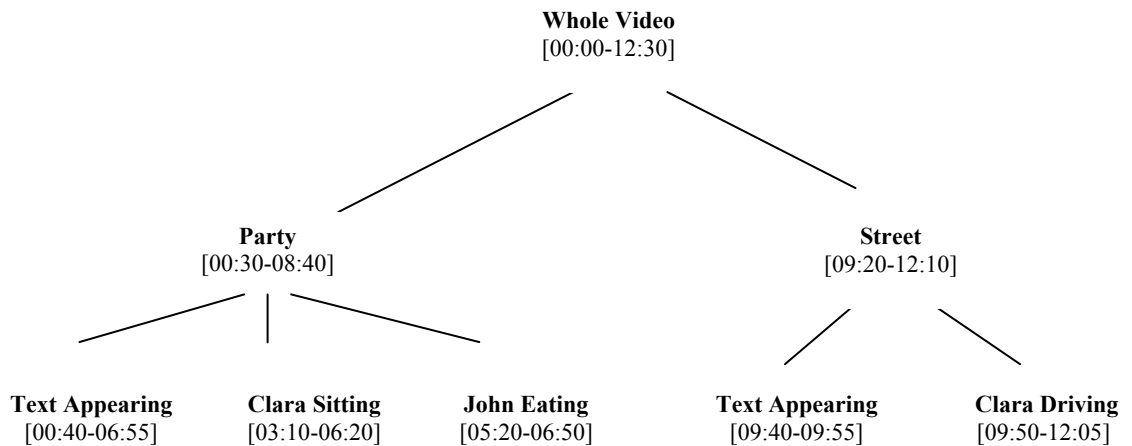 Whole Video
[00:00-12:30]
Party
[00:30-08:40]
Street
[09:20-12:10]
Text Appearing
[00:40-06:55]
Clara Sitting
[03:10-06:20]
John Eating
[05:20-06:50]
Text Appearing
[09:40-09:55]
Clara Driving
[09:50-12:05]